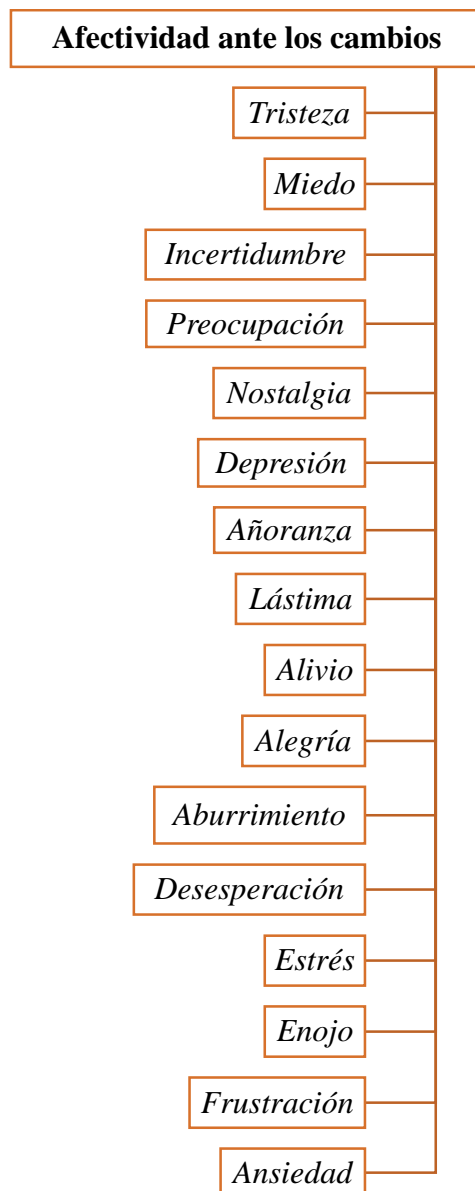 Afectividad ante los cambios
Tristeza
Miedo
Incertidumbre
Preocupación
Nostalgia
Depresión
Añoranza
Lástima
Alivio
Alegría
Aburrimiento
Desesperación
Estrés
Enojo
Frustración
Ansiedad